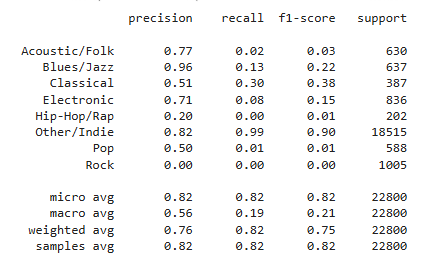 precision recall f1-score support
Acoustic/Folk 0.77 0.02 0.03 630
Blues/Jazz 0.96 0.13 0.22 637
Classical 0.51 0.30 0.38 387
Electronic 0.71 0.08 0.15 836
Hip-Hop/Rap 0.20 0.00 0.01 202
Other/Indie 0.82 0.99 0.90 18515
Pop 0.50 0.01 0.01 588
Rock 0.00 0.00 0.00 1005
micro avg 0.82 0.82 0.82 22800
macro avg 0.56 0.19 0.21 22800
weighted avg 0.76 0.82 0.75 22800
samples avg 0.82 0.82 0.82 22800